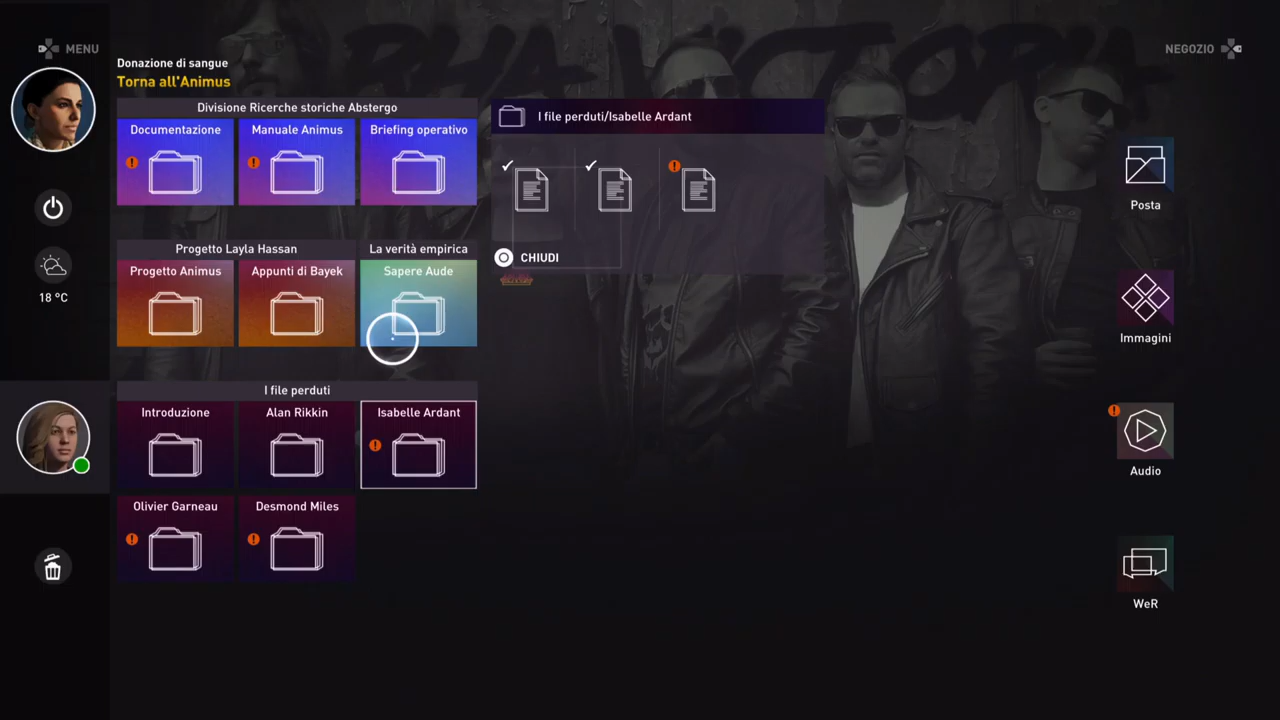 MENU
NEGOZIO
Donazione di sangue
Torna all'Animus
Divisione Ricerche storiche Abstergo
Documentazione
Manuale Animus
Briefing operativo
I file perduti/Isabelle Ardant
CHIUDI
Progetto Layla Hassan
La verità empirica
Progetto Animus
Appunti di Bayek
Sapere Aude
18 °C
I file perduti
Introduzione
Alan Rikkin
Isabelle Ardant
Olivier Garneau
Desmond Miles
Posta
Immagini
Audio
WeR